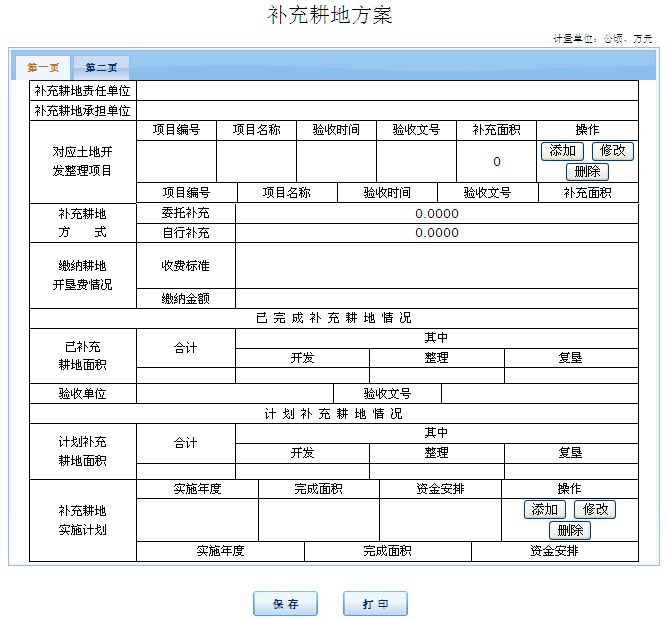 补充耕地方案
计量单位：公顷、万元
第一页 第二页
补充耕地责任单位
补充耕地承担单位
对应土地开
发整理项目
项目编号 项目名称 验收时间 验收文号 补充面积 操作
0 添加 修改
删除
项目编号 项目名称 验收时间 验收文号 补充面积
补充耕地
方 式
委托补充 0.0000
自行补充 0.0000
缴纳耕地
开垦费情况
收费标准
缴纳金额
已 完 成 补 充 耕 地 情 况
已补充
耕地面积
合计 其中
开发 整理 复垦
验收单位 验收文号
计 划 补 充 耕 地 情 况
计划补充
耕地面积
合计 其中
开发 整理 复垦
补充耕地
实施计划
实施年度 完成面积 资金安排 操作
添加 修改
删除
实施年度 完成面积 资金安排
保 存 打 印